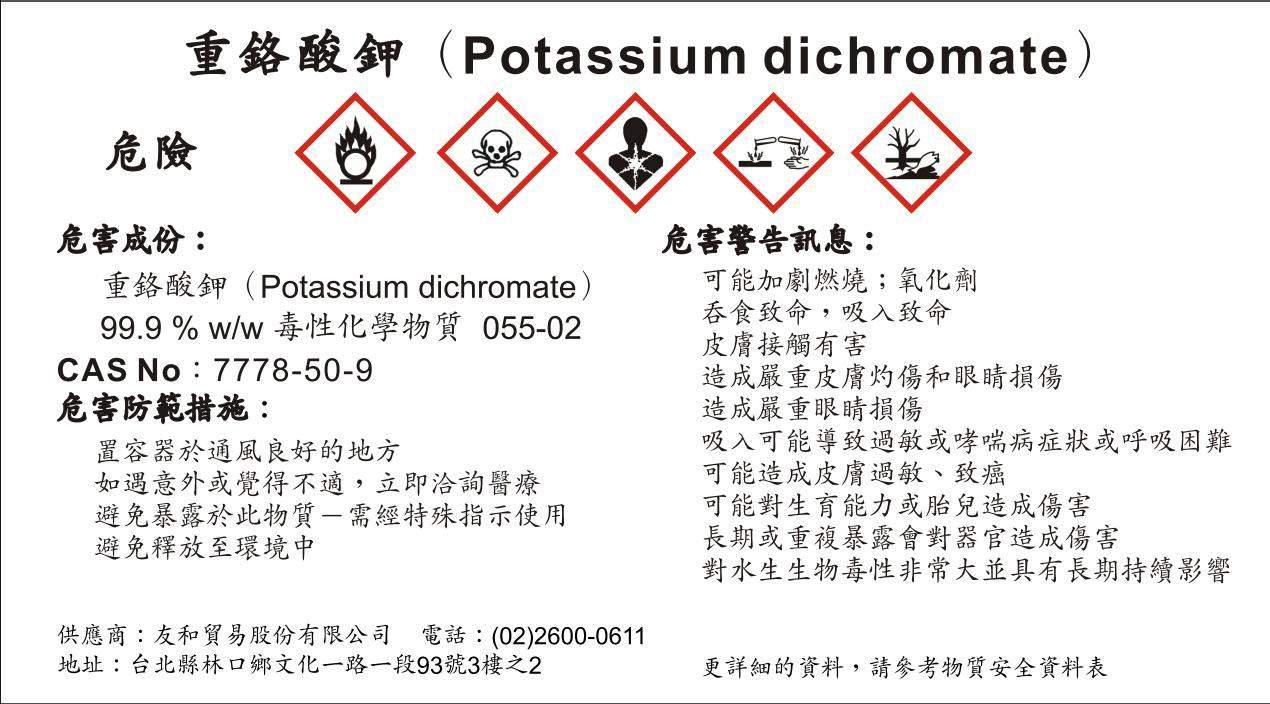 重鉻酸鉀（Potassium dichromate）
危險
危害成份：
重鉻酸鉀（Potassium dichromate）
99.9 % w/w 毒性化學物質 055-02
CAS No：7778-50-9
危害防範措施：
置容器於通風良好的地方
如遇意外或覺得不適，立即洽詢醫療
避免暴露於此物質－需經特殊指示使用
避免釋放至環境中
危害警告訊息：
可能加劇燃燒；氧化劑
吞食致命，吸入致命
皮膚接觸有害
造成嚴重皮膚灼傷和眼睛損傷
造成嚴重眼睛損傷
吸入可能導致過敏或哮喘病症狀或呼吸困難
可能造成皮膚過敏、致癌
可能對生育能力或胎兒造成傷害
長期或重複暴露會對器官造成傷害
對水生生物毒性非常大並具有長期持續影響
供應商：友和貿易股份有限公司 電話：(02)2600-0611
地址：台北縣林口鄉文化一路一段93號3樓之2
更詳細的資料，請參考物質安全資料表